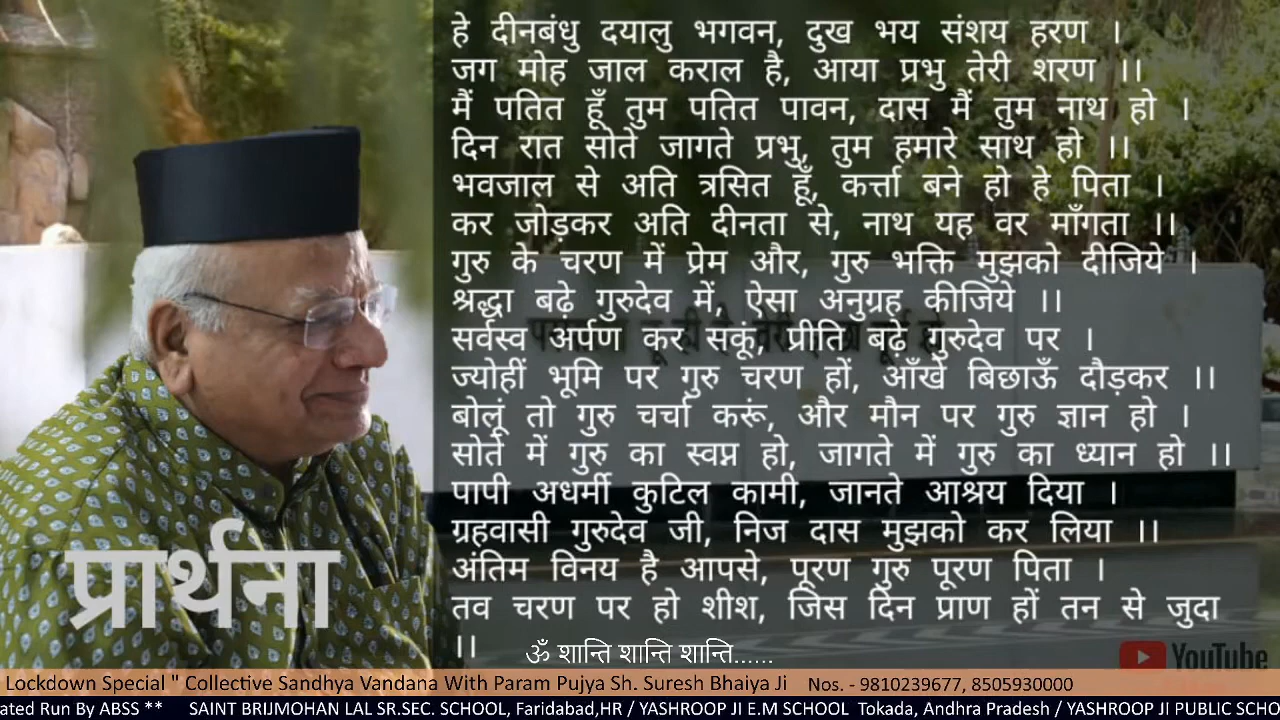 हे दीनबंधु दयालु भगवन, दुख भय संशय हरण ।
जग मोह जाल कराल है, आया प्रभु तेरी शरण ।।
मैं पतित हूँ तुम पतित पावन, दास मैं तुम नाथ हो ।
दिन रात सोते जागते प्रभु, तुम हमारे साथ हो ।।
भवजाल से अति त्रसित हूँ, कर्त्ता बने हो हे पिता ।
कर जोड़कर अति दीनता से, नाथ यह वर माँगता ।।
गुरु के चरण में प्रेम और, गुरु भक्ति मुझको दीजिये ।
श्रद्धा बढ़े गुरुदेव में, ऐसा अनुग्रह कीजिये ।।
सर्वस्व अर्पण कर सकूं, प्रीति बढ़े गुरुदेव पर ।
ज्योहीं भूमि पर गुरु चरण हों, आँखे बिछाऊँ दौड़कर ।।
बोलूं तो गुरु चर्चा करूं, और मौन पर गुरु ज्ञान हो ।
सोते में गुरु का स्वप्न हो, जागते में गुरु का ध्यान हो ।।
पापी अधर्मी कुटिल कामी, जानते आश्रय दिया ।
ग्रहवासी गुरुदेव जी, निज दास मुझको कर लिया ।।
अंतिम विनय है आपसे, पूरण गुरु पूरण पिता ।
तव चरण पर हो शीश, जिस दिन प्राण हों तन से जुदा
।।
ॐ शान्ति शान्ति शान्ति......
प्रार्थना
YouTube
Lockdown Special " Collective Sandhya Vandana With Param Pujya Sh. Suresh Bhaiya Ji Nos. - 9810239677, 8505930000
ated Run By ABSS ** SAINT BRIJMOHAN LAL SR.SEC. SCHOOL, Faridabad,HR / YASHROOP JI E.M SCHOOL Tokada, Andhra Pradesh / YASHROOP JI PUBLIC SCHO